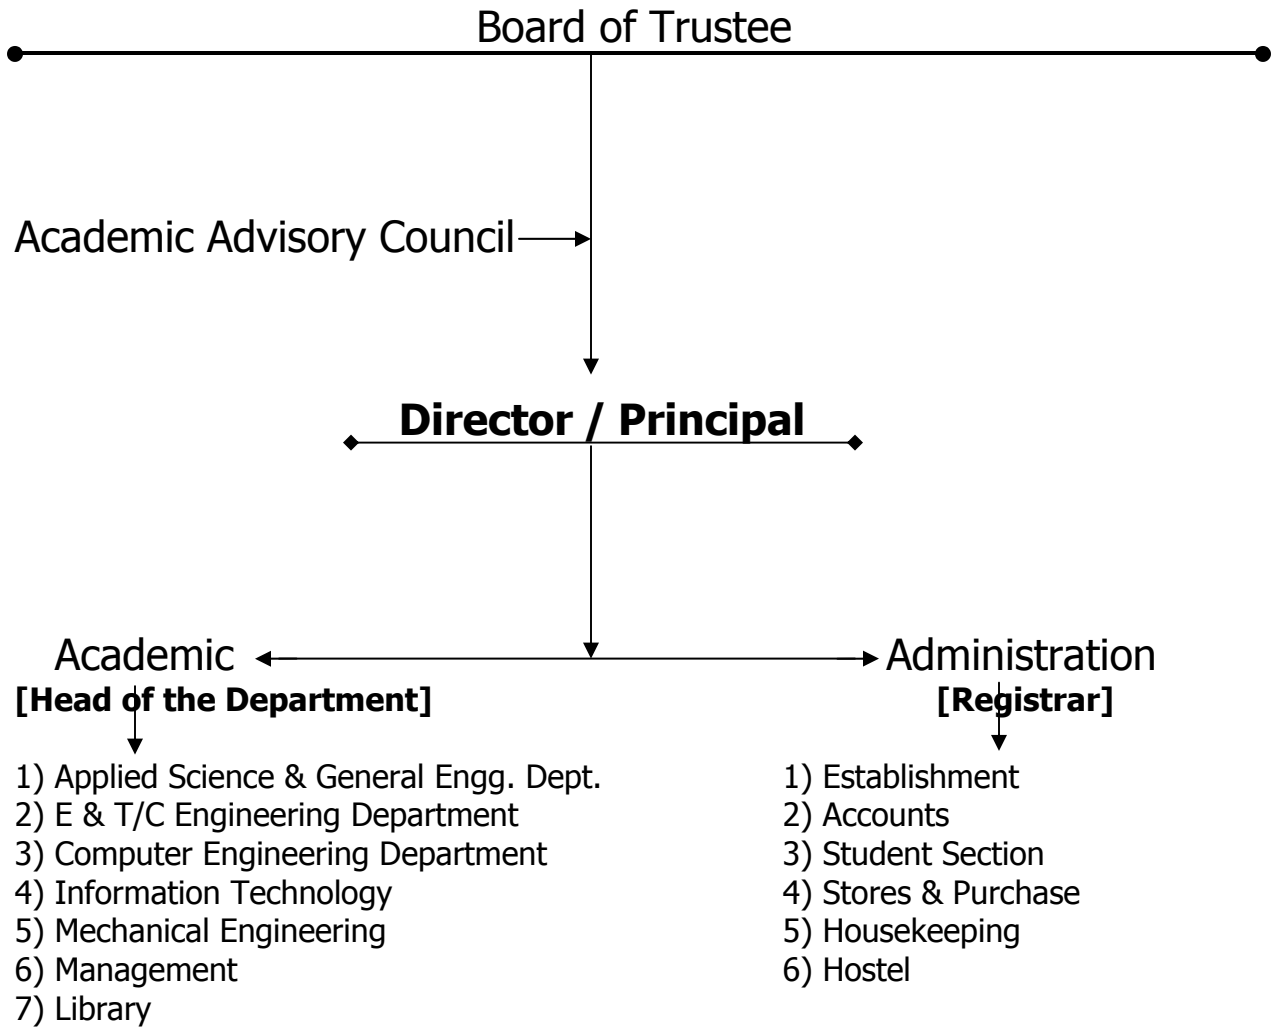 Board of Trustee
Academic Advisory Council
Director / Principal
Academic
[Head of the Department]
1) Applied Science & General Engg. Dept.
2) E & T/C Engineering Department
3) Computer Engineering Department
4) Information Technology
5) Mechanical Engineering
6) Management
7) Library
Administration
[Registrar]
1) Establishment
2) Accounts
3) Student Section
4) Stores & Purchase
5) Housekeeping
6) Hostel